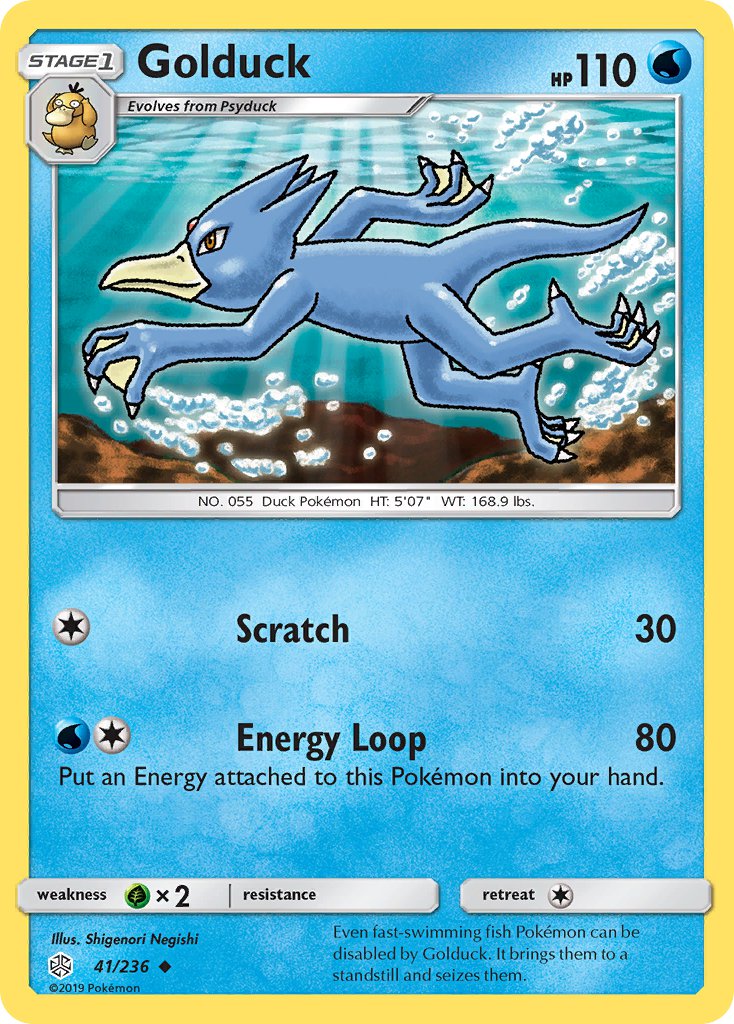 STAGE1
Golduck
HP110
Evolves from Psyduck
NO. 055 Duck Pokémon HT: 5'07" WT: 168.9 lbs.
Scratch 30
Energy Loop 80
Put an Energy attached to this Pokémon into your hand.
weakness ×2 resistance retreat
Illus. Shigenori Negishi
41/236
©2019 Pokémon
Even fast-swimming fish Pokémon can be
disabled by Golduck. It brings them to a
standstill and seizes them.